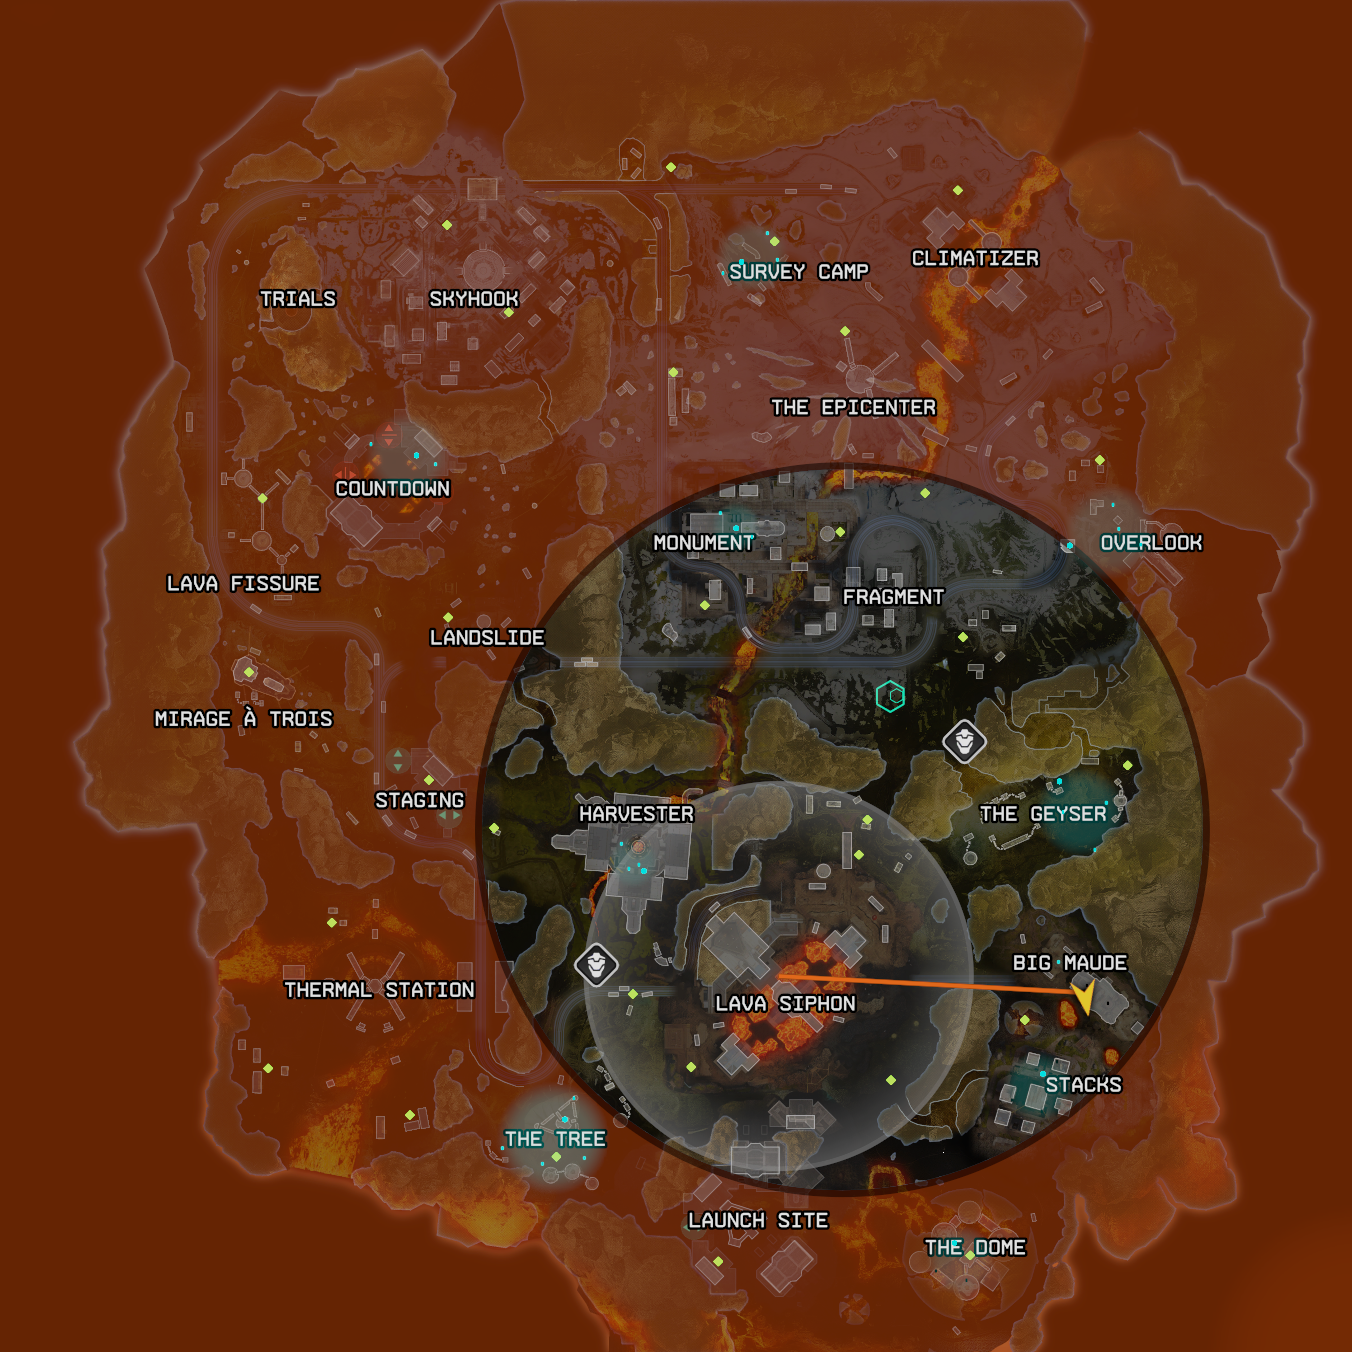 CLIMATIZER
SURVEY CAMP
TRIALS
SKYHOOK
THE EPICENTER
COUNTDOWN
MONUMENT
OVERLOOK
LAVA FISSURE
FRAGMENT
LANDSLIDE
MIRAGE À TROIS
STAGING
HARVESTER
THE GEYSER
BIG MAUDE
THERMAL STATION
LAVA SIPHON
STACKS
THE TREE
LAUNCH SITE
THE DOME